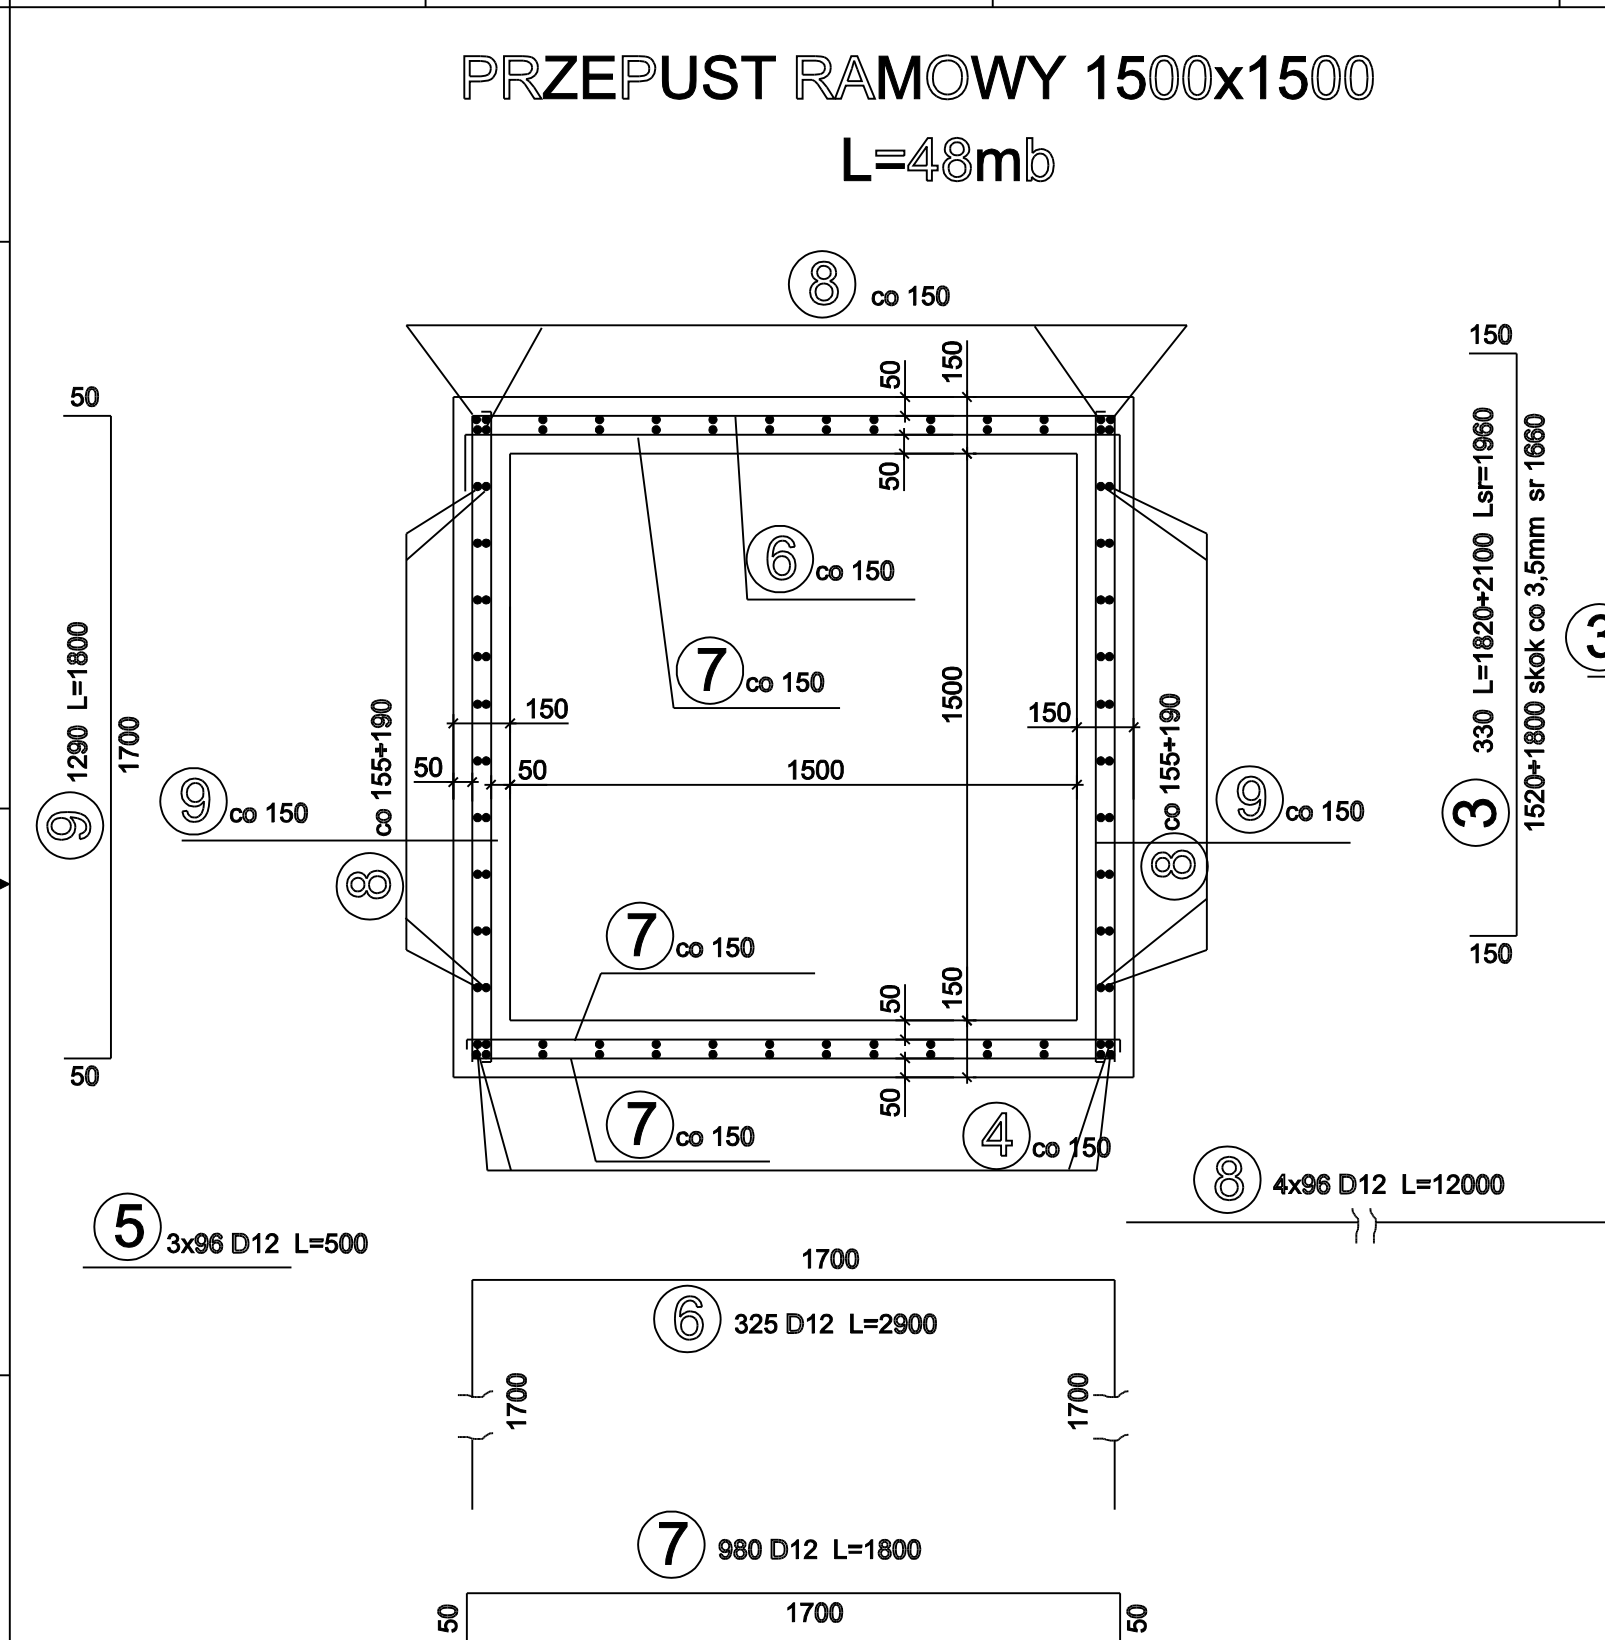 PRZEPUST RAMOWY 1500x1500
L=48mb
8 co 150
150
50
150
50
50
6 co 150
7 co 150
1500
150
150
50
50
1500
co 155÷190
8
co 155÷190
8
9 co 150
9 co 150
9 1290 L=1800
1700
50
50
150
3 330 L=1820÷2100 Lsr=1960
1520÷1800 skok co 3,5mm sr 1660
150
3
7 co 150
50
150
50
7 co 150
4 co 150
8 4x96 D12 L=12000
5 3x96 D12 L=500
1700
6 325 D12 L=2900
1700
1700
7 980 D12 L=1800
50
1700
50